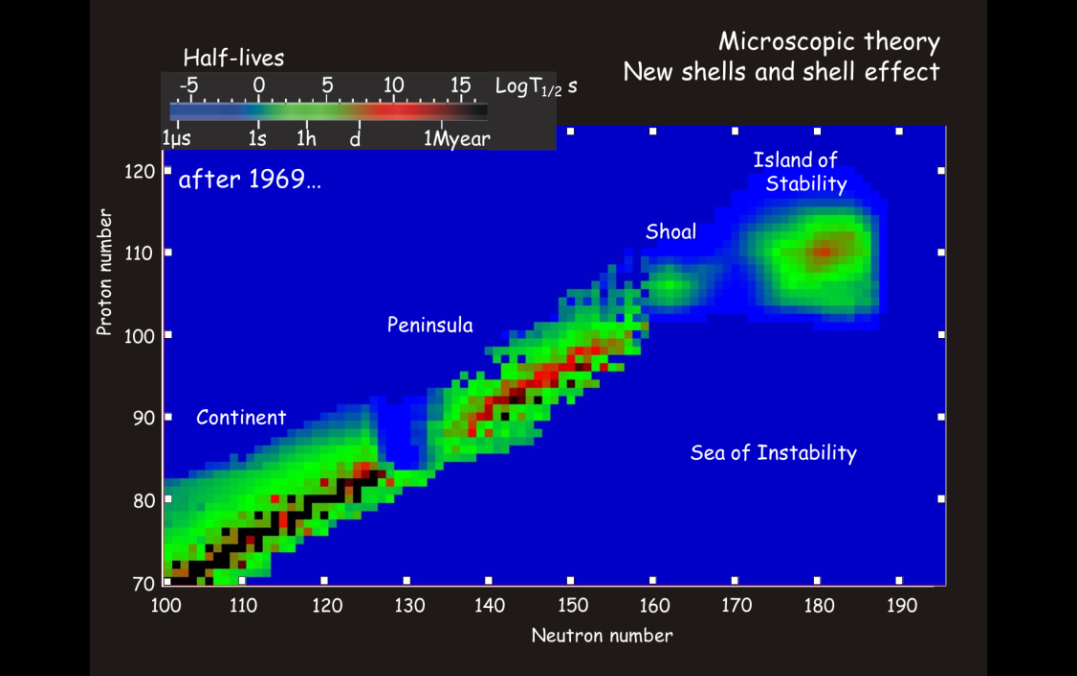 Microscopic theory
New shells and shell effect
Half-lives
-5 0 5 10 15 LogT1/2 s
1µs 1s 1h d 1Myear
after 1969...
Island of
Stability
Shoal
Peninsula
Continent
Sea of Instability
Proton number
120
110
100
90
80
70
100 110 120 130 140 150 160 170 180 190
Neutron number